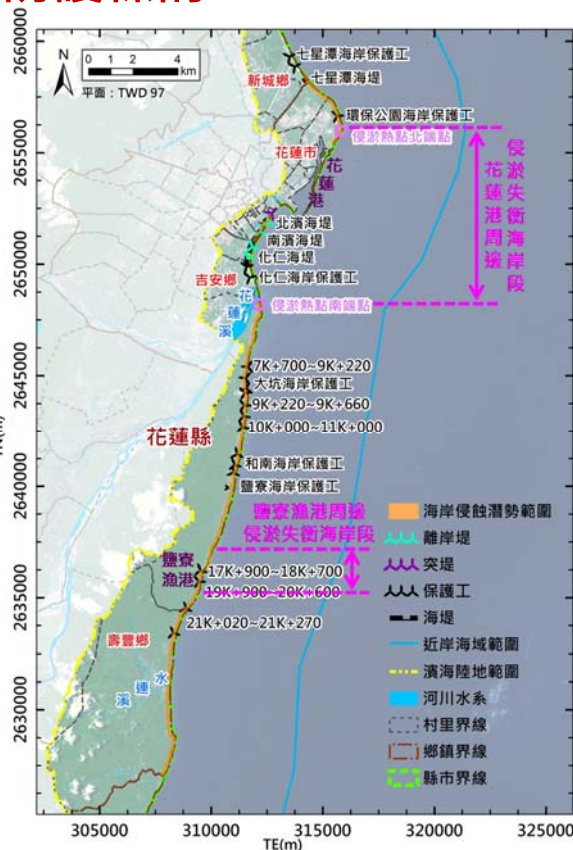 2660000
2655000
2650000
2645000
2640000
2635000
2630000
N
0 1 2 4
km
平面：TWD 97
七星潭海岸保護工
新城鄉
七星潭海堤
環保公園海岸保護工
侵淤熱點北端點
花蓮市
花蓮港
花蓮港周邊
侵淤失衡海岸段
北濱海堤
南濱海堤
化仁海堤
化仁海岸保護工
吉安鄉
花蓮溪
侵淤熱點南端點
7K+700~9K+220
大坑海岸保護工
9K+220~9K+660
10K+000~11K+000
花蓮縣
和南海岸保護工
鹽寮海岸保護工
鹽寮漁港周邊
侵淤失衡海岸段
鹽寮
漁港
17K+900~18K+700
19K+900~20K+600
21K+020~21K+270
壽豐鄉
水連溪
海岸侵蝕潛勢範圍
離岸堤
突堤
保護工
海堤
近岸海域範圍
濱海陸地範圍
河川水系
村里界線
鄉鎮界線
縣市界線
305000
310000
315000
320000
325000
TE(m)